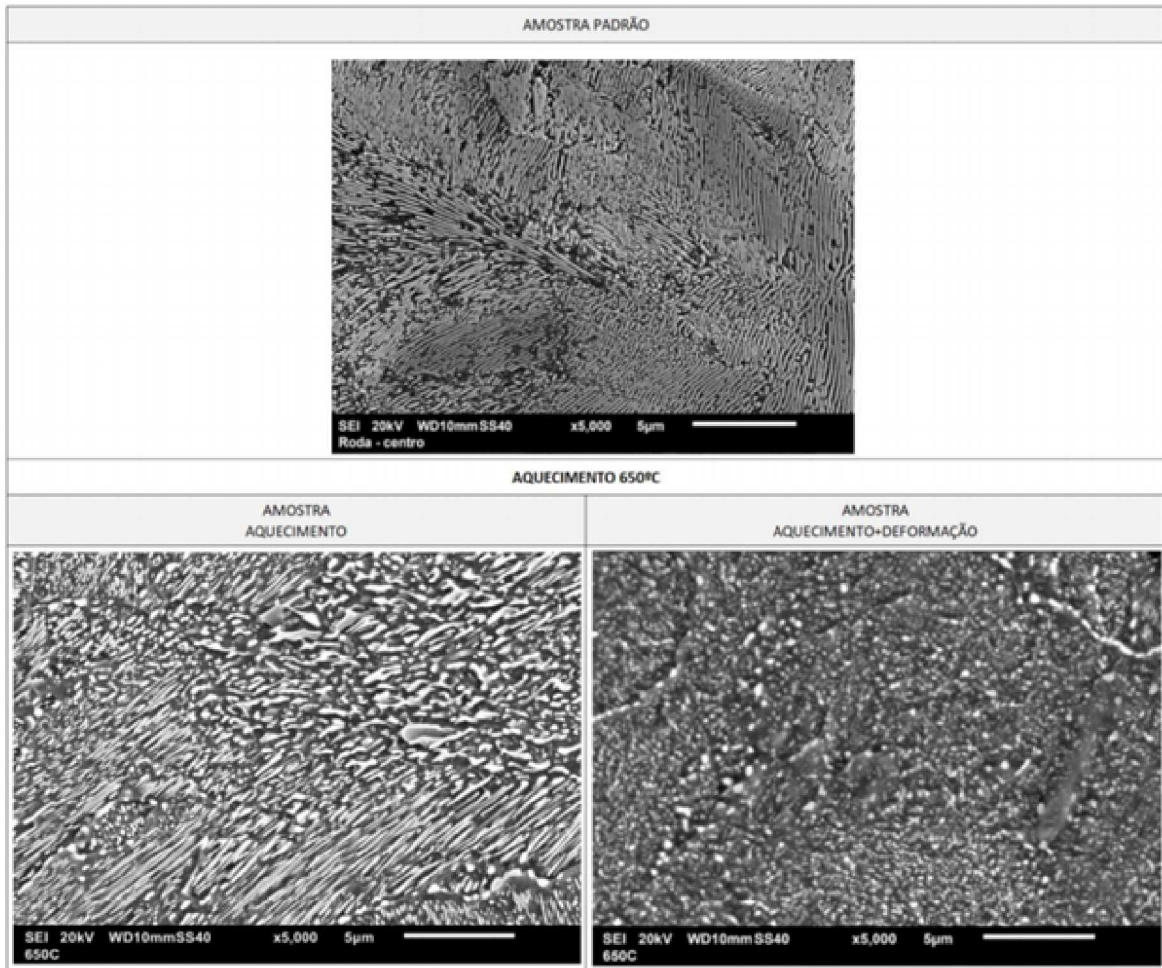 AMOSTRA PADRÃO
SEI 20kV WD10mmSS40 x5,000 5µm
Roda - centro
AQUECIMENTO 650ºC
AMOSTRA
AQUECIMENTO
AMOSTRA
AQUECIMENTO+DEFORMAÇÃO
SEI 20kV WD10mmSS40 x5,000 5µm
650C
SEI 20kV WD10mmSS40 x5,000 5µm
650C